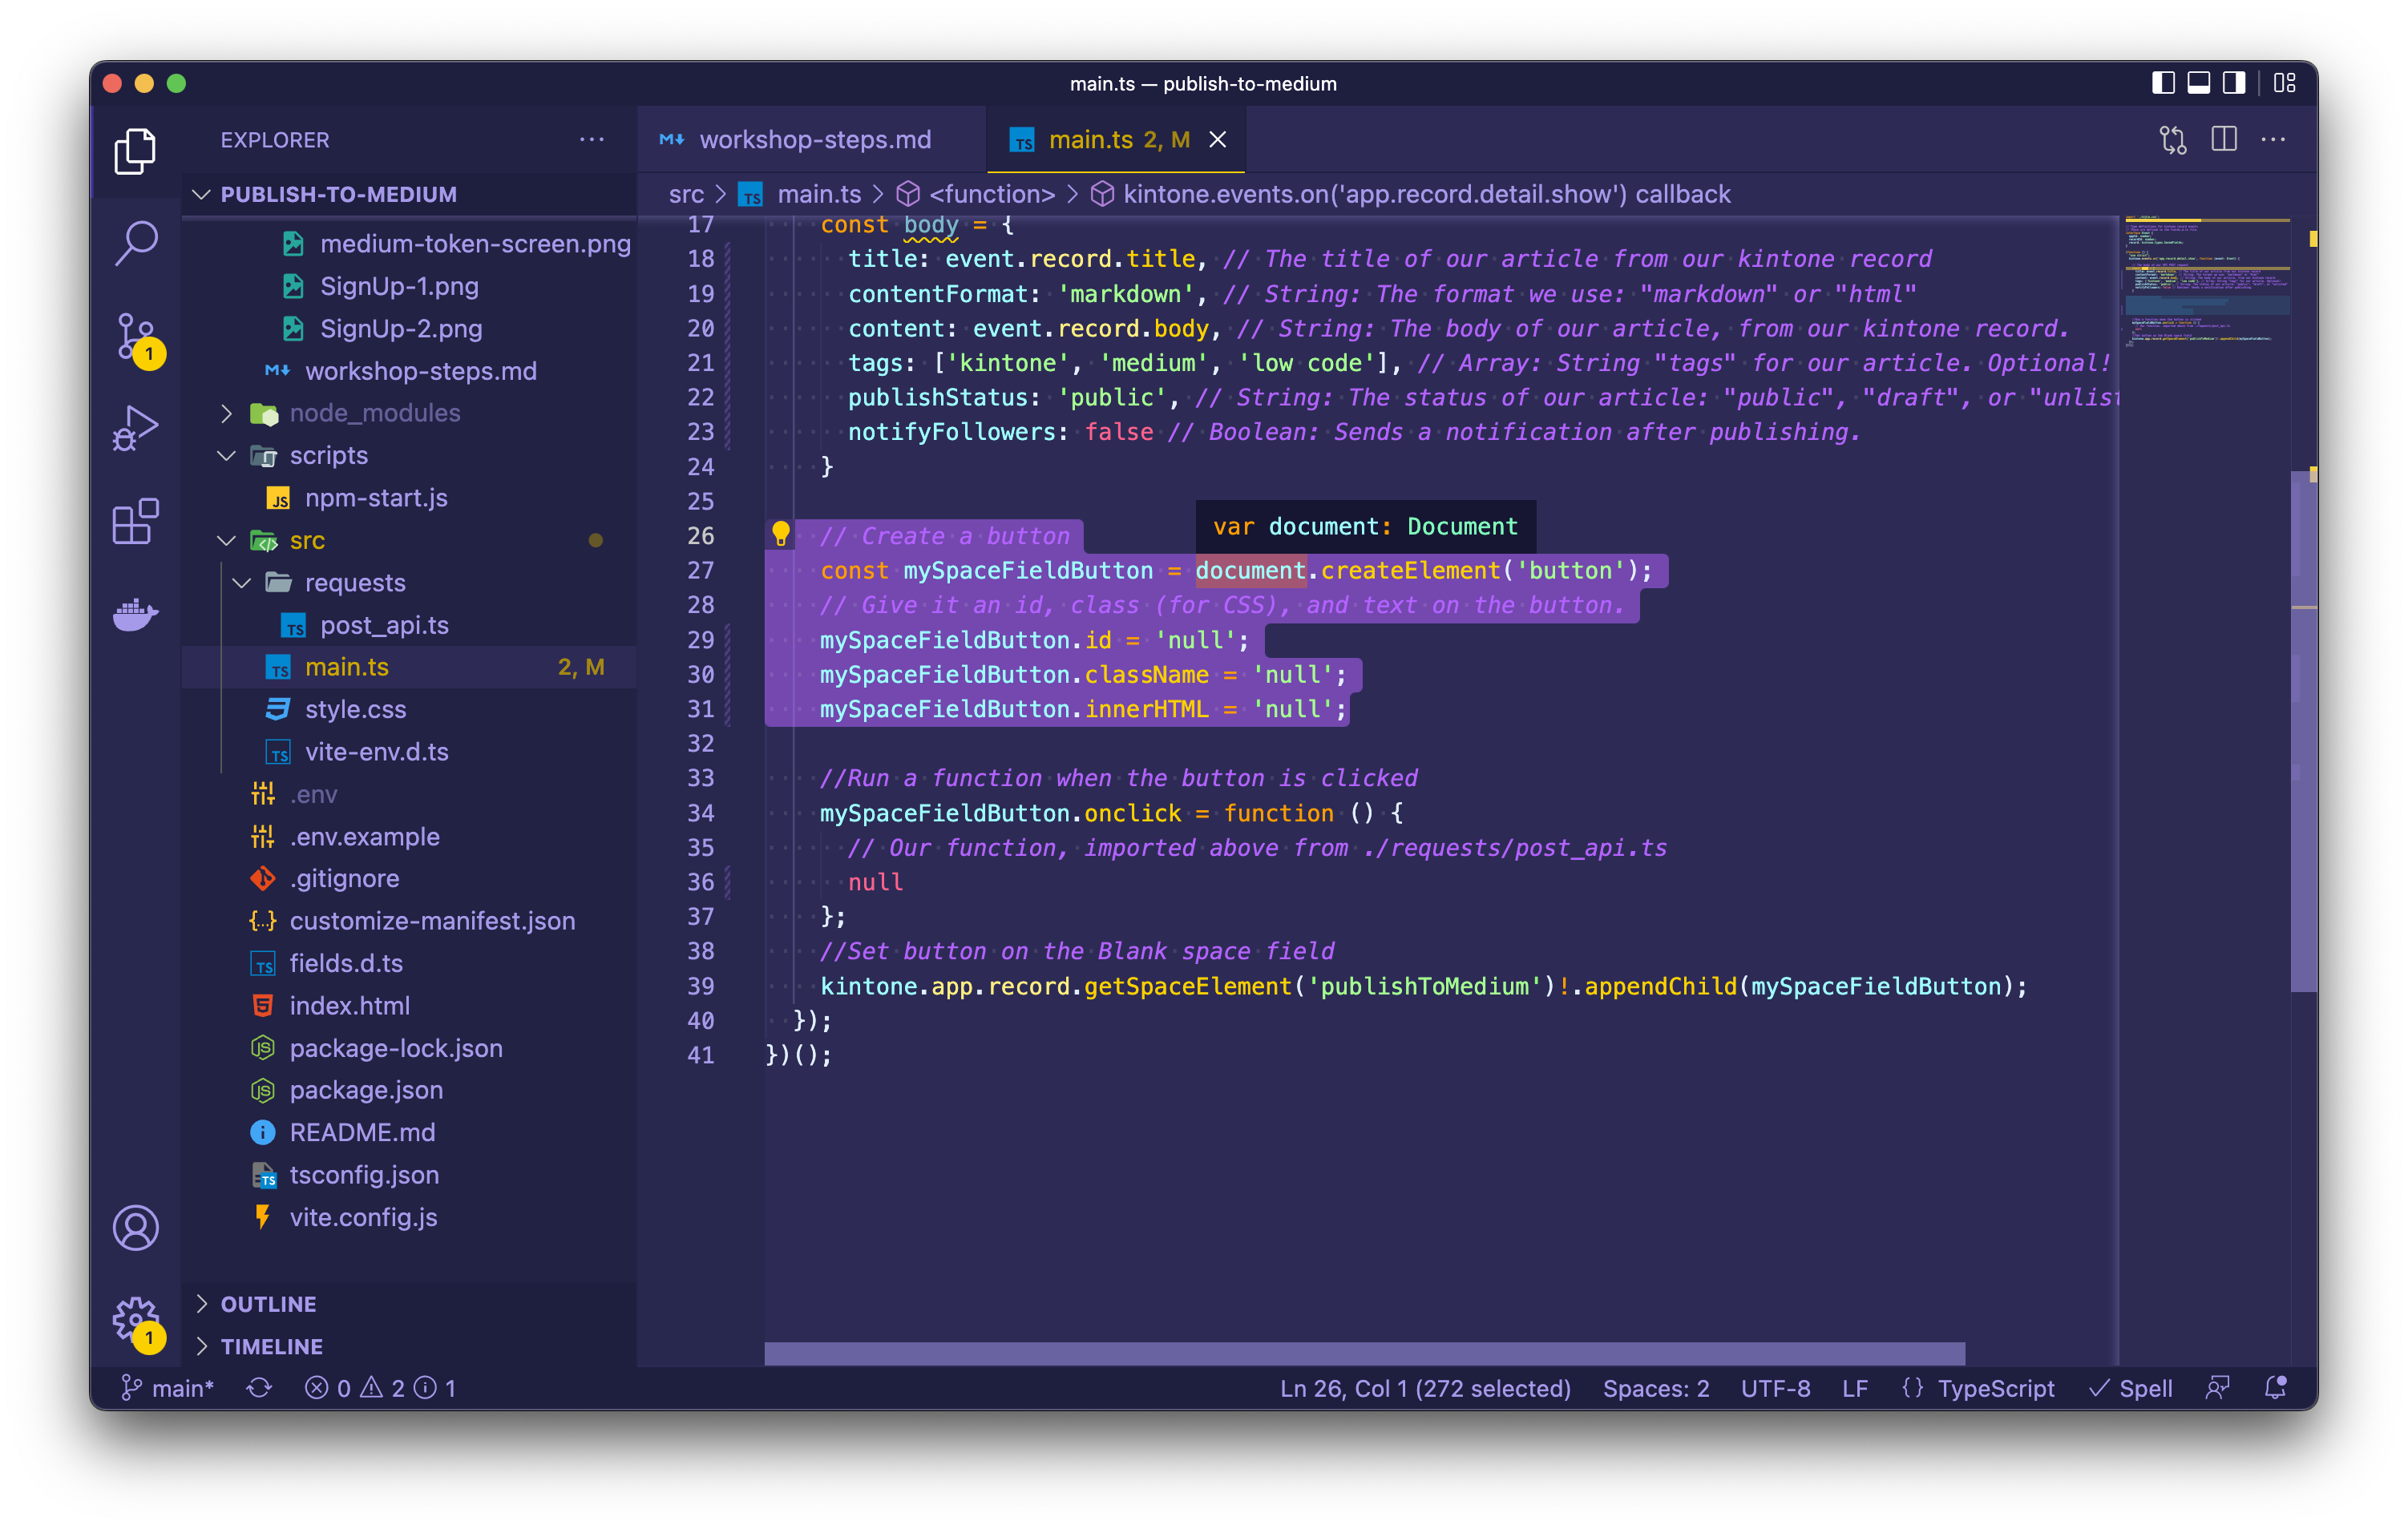 main.ts — publish-to-medium
EXPLORER
PUBLISH-TO-MEDIUM
medium-token-screen.png
SignUp-1.png
SignUp-2.png
workshop-steps.md
node_modules
scripts
npm-start.js
src
requests
post_api.ts
main.ts 2, M
style.css
vite-env.d.ts
.env
.env.example
.gitignore
customize-manifest.json
fields.d.ts
index.html
package-lock.json
package.json
README.md
tsconfig.json
vite.config.js
OUTLINE
TIMELINE
1
1
workshop-steps.md
main.ts 2, M
src > main.ts > <function> > kintone.events.on('app.record.detail.show') callback
17 const body = {
18 title: event.record.title, // The title of our article from our kintone record
19 contentFormat: 'markdown', // String: The format we use: "markdown" or "html"
20 content: event.record.body, // String: The body of our article, from our kintone record.
21 tags: ['kintone', 'medium', 'low code'], // Array: String "tags" for our article. Optional!
22 publishStatus: 'public', // String: The status of our article: "public", "draft", or "unlist
23 notifyFollowers: false // Boolean: Sends a notification after publishing.
24 }
25
26 // Create a button
var document: Document
27 const mySpaceFieldButton = document.createElement('button');
28 // Give it an id, class (for CSS), and text on the button.
29 mySpaceFieldButton.id = 'null';
30 mySpaceFieldButton.className = 'null';
31 mySpaceFieldButton.innerHTML = 'null';
32
33 //Run a function when the button is clicked
34 mySpaceFieldButton.onclick = function () {
35 // Our function, imported above from ./requests/post_api.ts
36 null
37 };
38 //Set button on the Blank space field
39 kintone.app.record.getSpaceElement('publishToMedium')!.appendChild(mySpaceFieldButton);
40 });
41 })();
main* 0 2 1 Ln 26, Col 1 (272 selected) Spaces: 2 UTF-8 LF {} TypeScript Spell